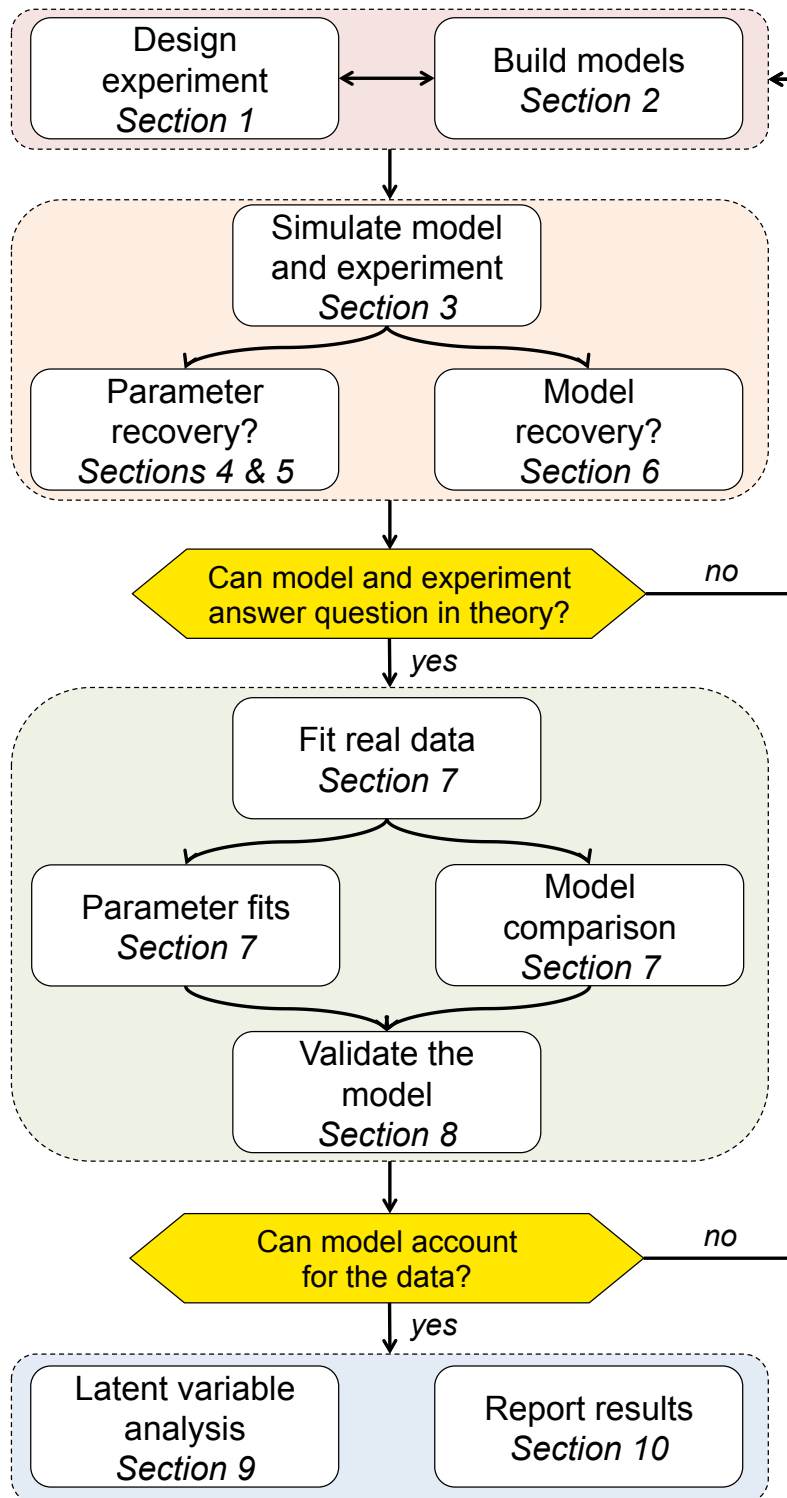 Design
experiment
Section 1
Build models
Section 2
Simulate model
and experiment
Section 3
Parameter
recovery?
Sections 4 & 5
Model
recovery?
Section 6
Can model and experiment
answer question in theory?
no
yes
Fit real data
Section 7
Parameter fits
Section 7
Model
comparison
Section 7
Validate the
model
Section 8
Can model account
for the data?
no
yes
Latent variable
analysis
Section 9
Report results
Section 10